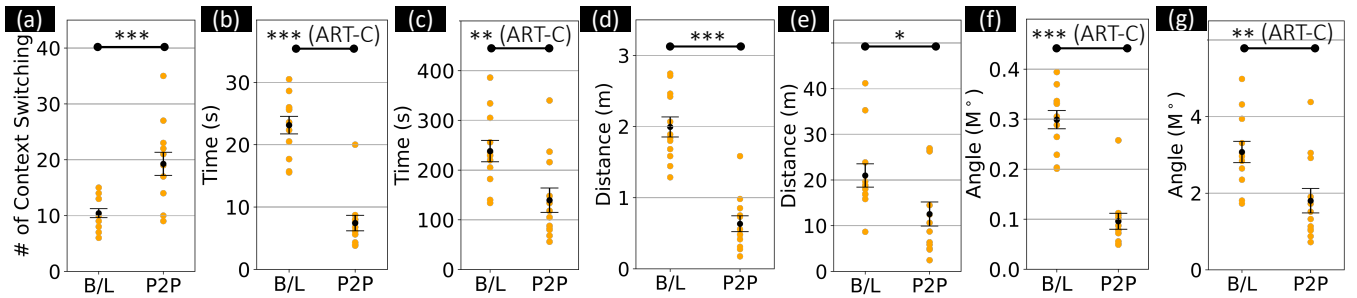 (a)
***
# of Context Switching
40
30
20
10
0
B/L P2P
(b)
*** (ART-C)
Time (s)
30
20
10
0
B/L P2P
(c)
** (ART-C)
Time (s)
400
300
200
100
0
B/L P2P
(d)
***
Distance (m)
3
2
1
0
B/L P2P
(e)
*
Distance (m)
40
30
20
10
0
B/L P2P
(f)
*** (ART-C)
Angle (M°)
0.4
0.3
0.2
0.1
0.0
B/L P2P
(g)
** (ART-C)
Angle (M°)
4
2
0
B/L P2P